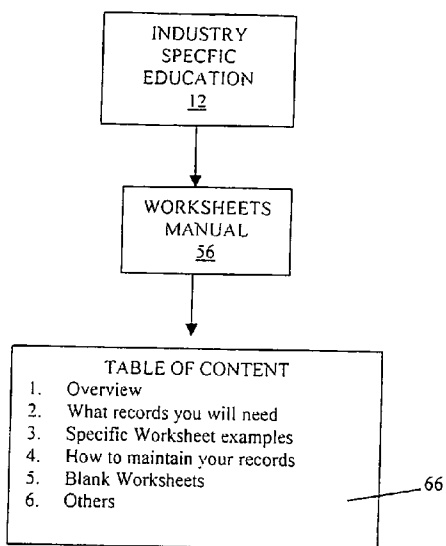 INDUSTRY
SPECFIC
EDUCATION
12
WORKSHEETS
MANUAL
56
TABLE OF CONTENT
1. Overview
2. What records you will need
3. Specific Worksheet examples
4. How to maintain your records
5. Blank Worksheets
6. Others
66